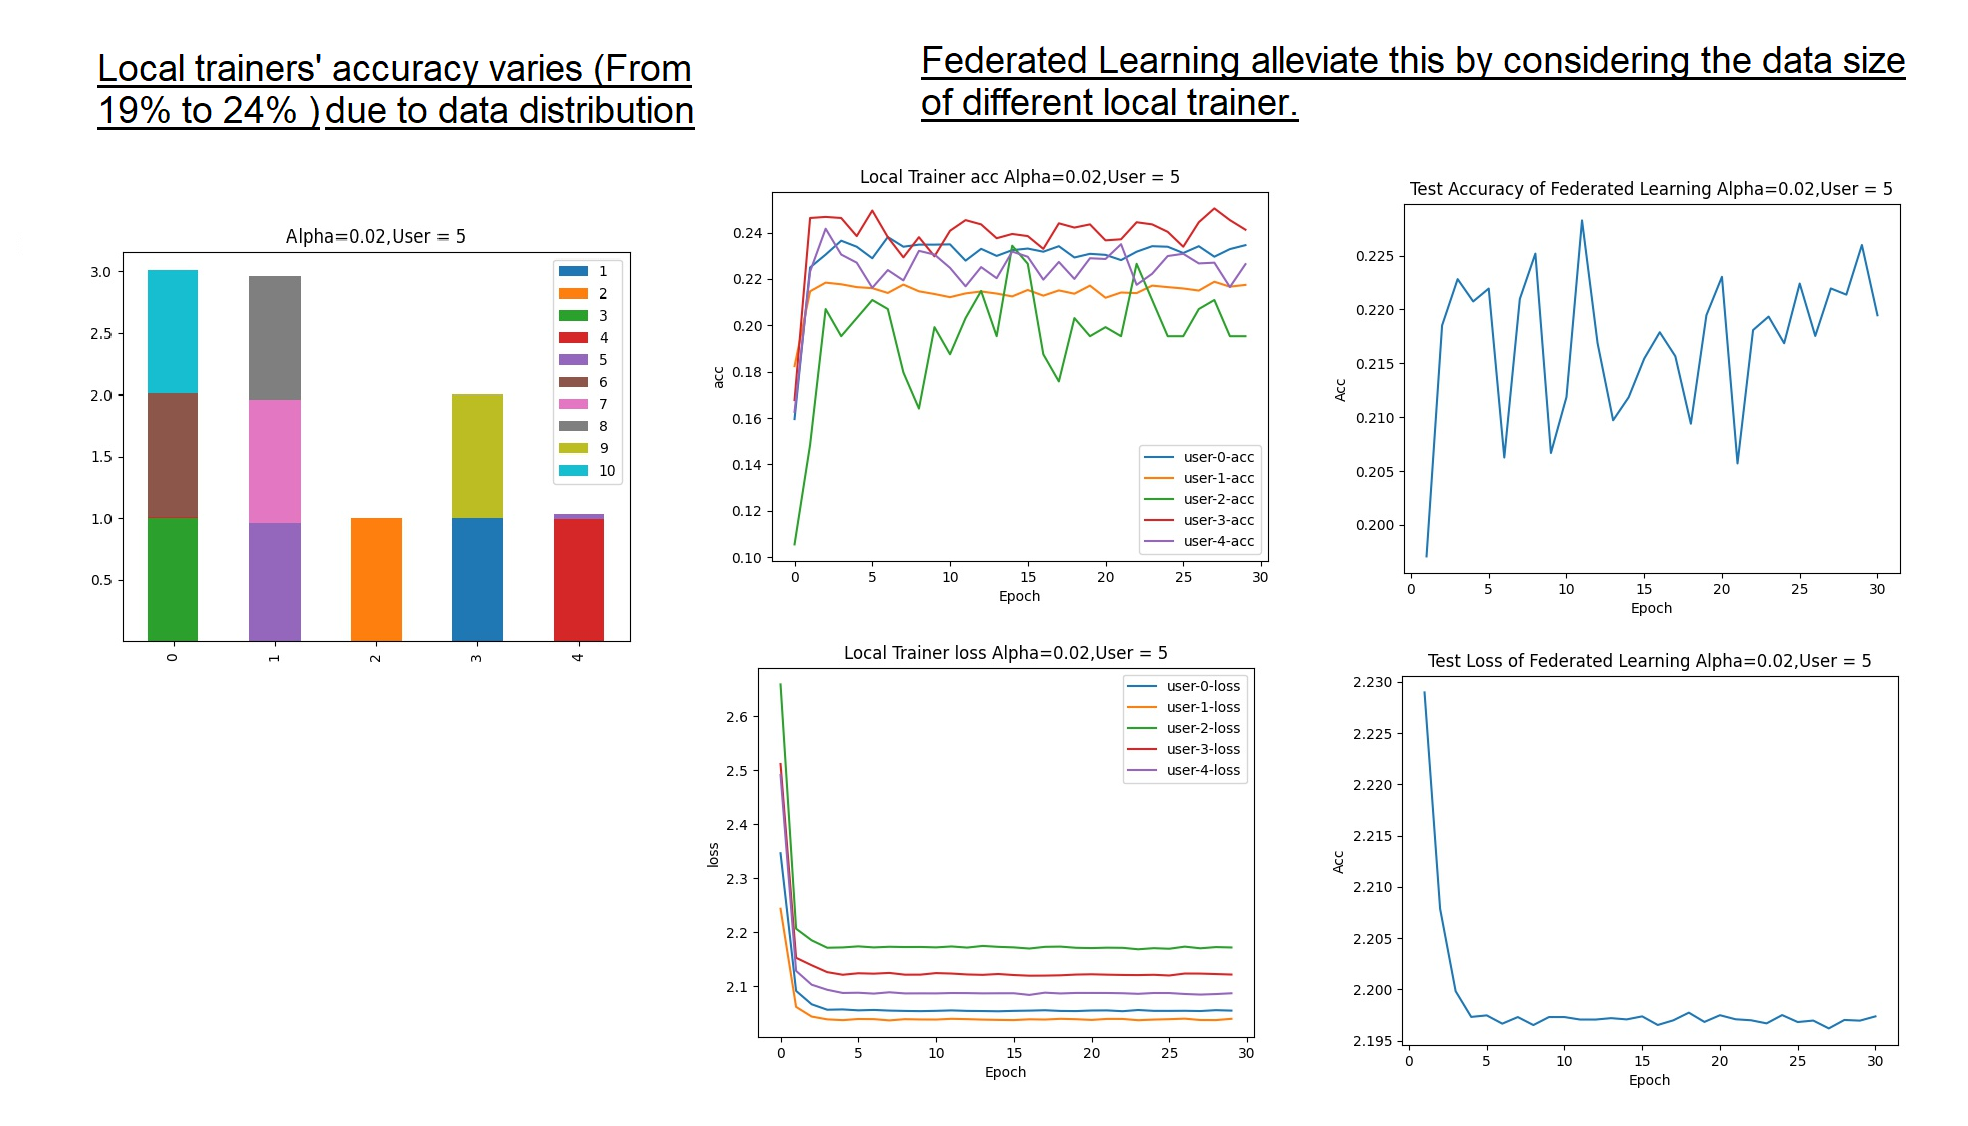 Local trainers' accuracy varies (From
19% to 24% ) due to data distribution
Federated Learning alleviate this by considering the data size
of different local trainer.
Alpha=0.02,User = 5
3.0
2.5
2.0
1.5
1.0
0.5
0
1
2
3
4
1
2
3
4
5
6
7
8
9
10
Local Trainer acc Alpha=0.02,User = 5
acc
0.24
0.22
0.20
0.18
0.16
0.14
0.12
0.10
user-0-acc
user-1-acc
user-2-acc
user-3-acc
user-4-acc
0 5 10 15 20 25 30
Epoch
Test Accuracy of Federated Learning Alpha=0.02,User = 5
Acc
0.225
0.220
0.215
0.210
0.205
0.200
0 5 10 15 20 25 30
Epoch
Local Trainer loss Alpha=0.02,User = 5
loss
2.6
2.5
2.4
2.3
2.2
2.1
user-0-loss
user-1-loss
user-2-loss
user-3-loss
user-4-loss
0 5 10 15 20 25 30
Epoch
Test Loss of Federated Learning Alpha=0.02,User = 5
Acc
2.230
2.225
2.220
2.215
2.210
2.205
2.200
2.195
0 5 10 15 20 25 30
Epoch